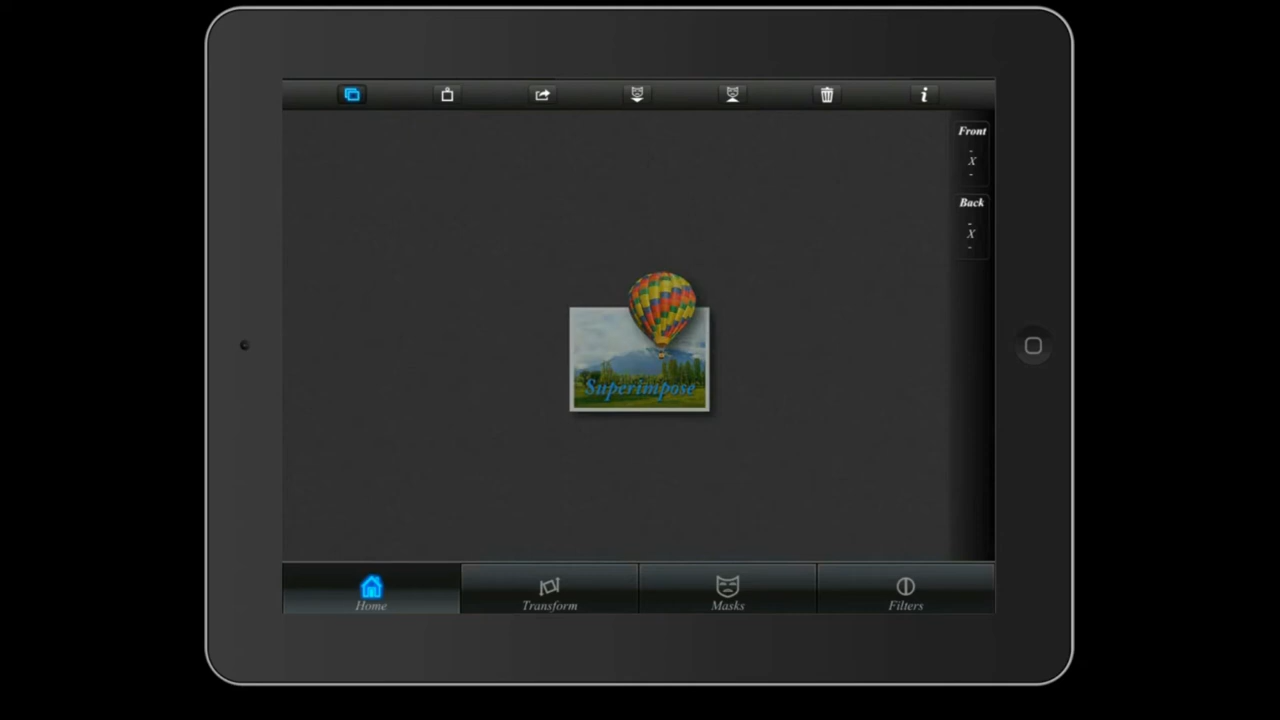 Front
-
X
-
Back
-
X
-
Superimpose
Home
Transform
Masks
Filters